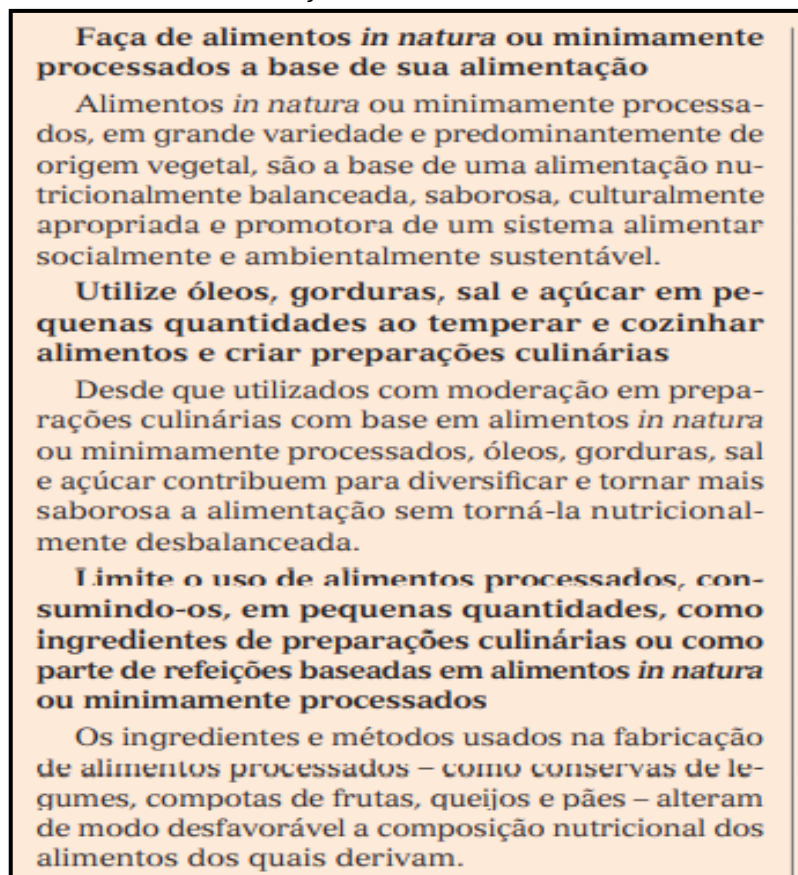 Faça de alimentos in natura ou minimamente
processados a base de sua alimentação
Alimentos in natura ou minimamente processa-
dos, em grande variedade e predominantemente de
origem vegetal, são a base de uma alimentação nu-
tricionalmente balanceada, saborosa, culturalmente
apropriada e promotora de um sistema alimentar
socialmente e ambientalmente sustentável.
Utilize óleos, gorduras, sal e açúcar em pe-
quenas quantidades ao temperar e cozinhar
alimentos e criar preparações culinárias
Desde que utilizados com moderação em prepa-
rações culinárias com base em alimentos in natura
ou minimamente processados, óleos, gorduras, sal
e açúcar contribuem para diversificar e tornar mais
saborosa a alimentação sem torná-la nutricional-
mente desbalanceada.
Limite o uso de alimentos processados, con-
sumindo-os, em pequenas quantidades, como
ingredientes de preparações culinárias ou como
parte de refeições baseadas em alimentos in natura
ou minimamente processados
Os ingredientes e métodos usados na fabricação
de alimentos processados – como conservas de le-
gumes, compotas de frutas, queijos e pães – alteram
de modo desfavorável a composição nutricional dos
alimentos dos quais derivam.